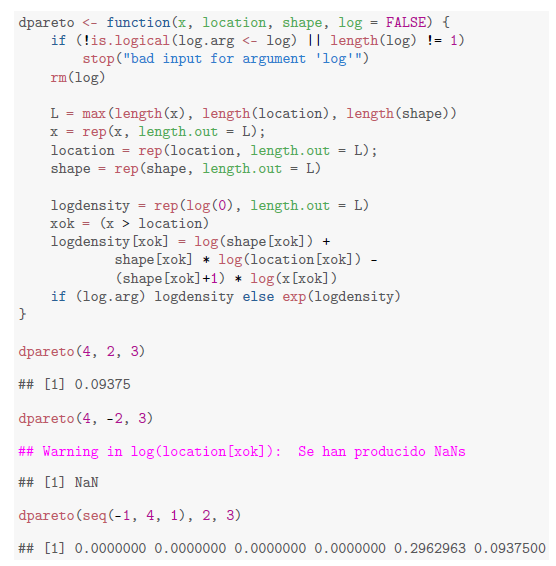 dpareto <- function(x, location, shape, log = FALSE) {
    if (!is.logical(log.arg <- log) || length(log) != 1)
        stop("bad input for argument 'log'")
    rm(log)

    L = max(length(x), length(location), length(shape))
    x = rep(x, length.out = L);
    location = rep(location, length.out = L);
    shape = rep(shape, length.out = L)

    logdensity = rep(log(0), length.out = L)
    xok = (x > location)
    logdensity[xok] = log(shape[xok]) +
            shape[xok] * log(location[xok]) -
            (shape[xok]+1) * log(x[xok])
    if (log.arg) logdensity else exp(logdensity)
}

dpareto(4, 2, 3)

## [1] 0.09375

dpareto(4, -2, 3)

## Warning in log(location[xok]):  Se han producido NaNs

## [1] NaN

dpareto(seq(-1, 4, 1), 2, 3)

## [1] 0.0000000 0.0000000 0.0000000 0.0000000 0.2962963 0.0937500